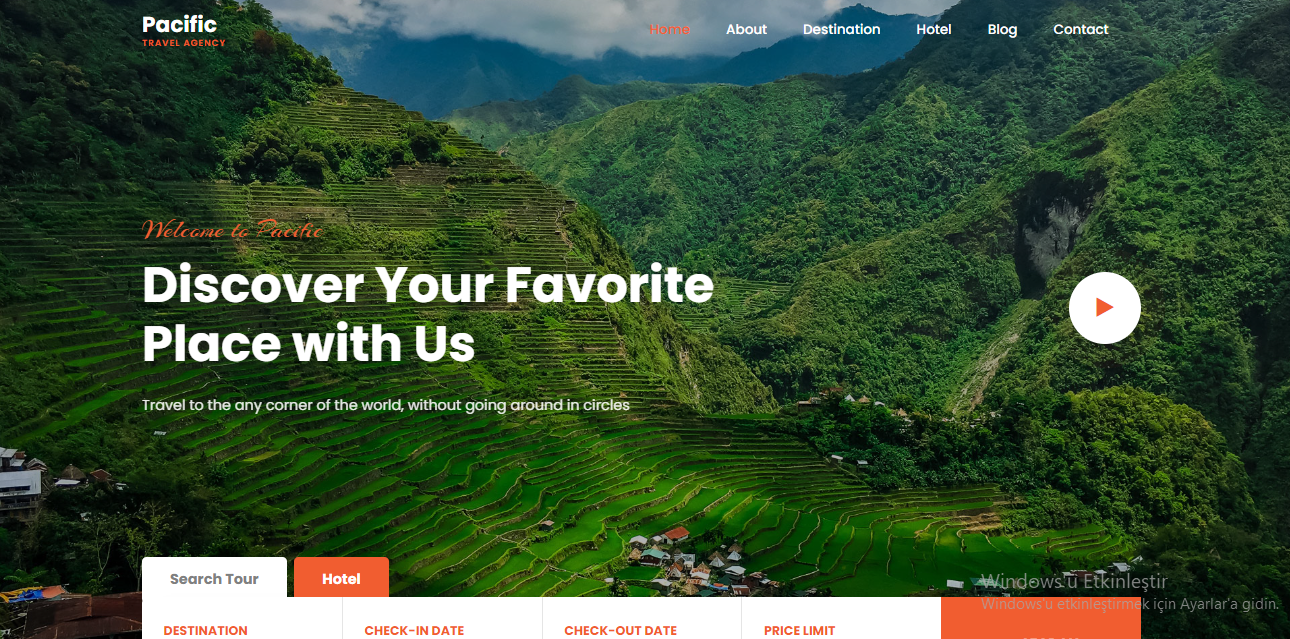 Pacific
TRAVEL AGENCY
Home About Destination Hotel Blog Contact
Welcome to Pacific
Discover Your Favorite
Place with Us
Travel to the any corner of the world, without going around in circles
Search Tour Hotel
Windows'u Etkinleştir
Windows'u etkinleştirmek için Ayarlar'a gidin.
DESTINATION CHECK-IN DATE CHECK-OUT DATE PRICE LIMIT